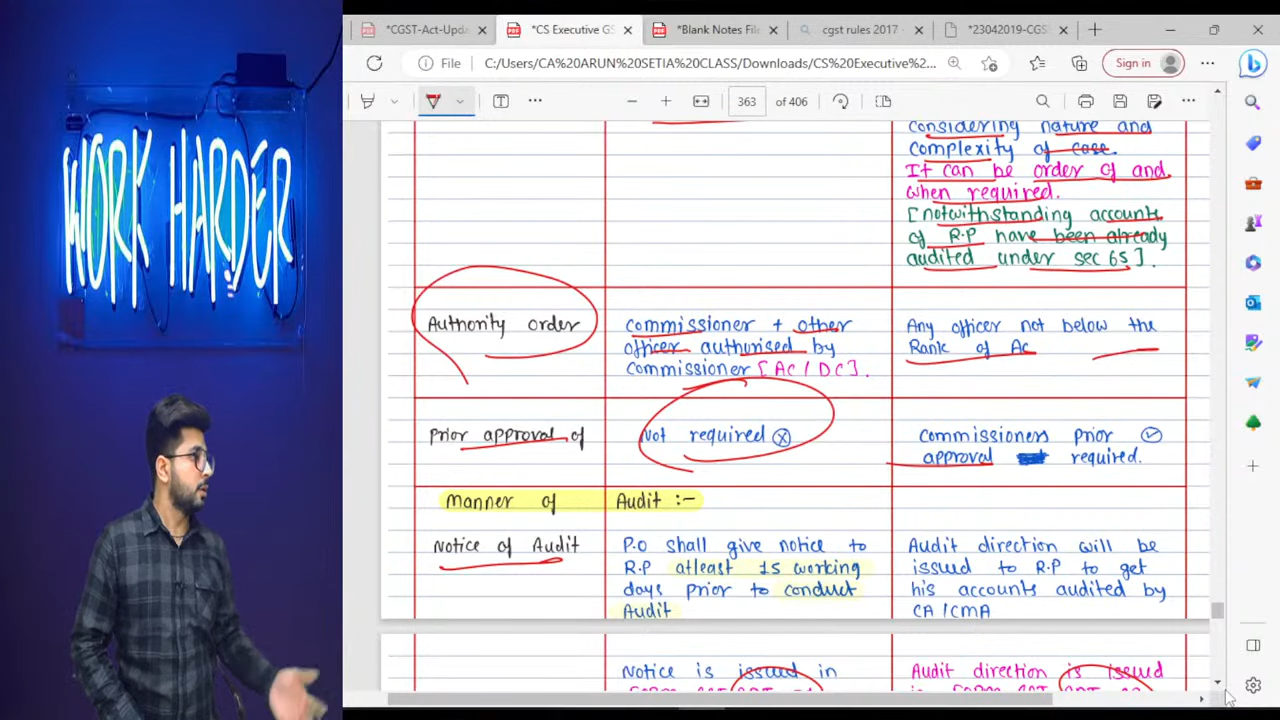 *CGST-Act-Upda
*CS Executive GS
*Blank Notes File
cgst rules 2017
*23042019-CGS
File
C:/Users/CA%20ARUN%20SETIA%20CLASS/Downloads/CS%20Executive%...
Sign in
363
of 406
WORK HARDER
considering nature and
complexity of case.
It can be order of and
when required.
[notwithstanding accounts
of R.P have been already
audited under sec 65].
Authority order
commissioner + other
officer authorised by
commissioner [AC / DC].
Any officer not below the
Rank of Ac
Prior approval of
Not required
commissioners prior
approval required.
Manner of Audit :-
Notice of Audit
P.O shall give notice to
R.P atleast 15 working
days prior to conduct
Audit
Audit direction will be
issued to R.P to get
his accounts audited by
CA / CMA
Notice is issued in
Audit direction is issued